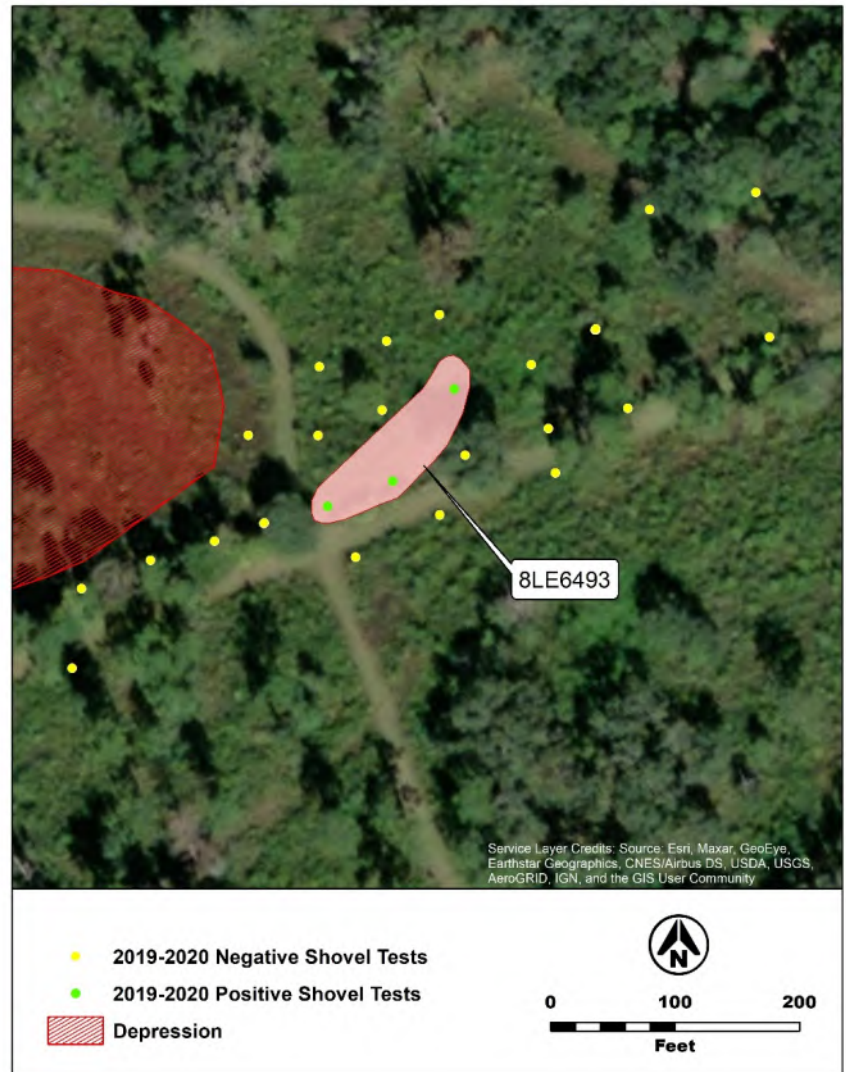 8LE6493
Service Layer Credits: Source: Esri, Maxar, GeoEye,
Earthstar Geographics, CNES/Airbus DS, USDA, USGS,
AeroGRID, IGN, and the GIS User Community
2019-2020 Negative Shovel Tests
2019-2020 Positive Shovel Tests
Depression
N
0 100 200
Feet